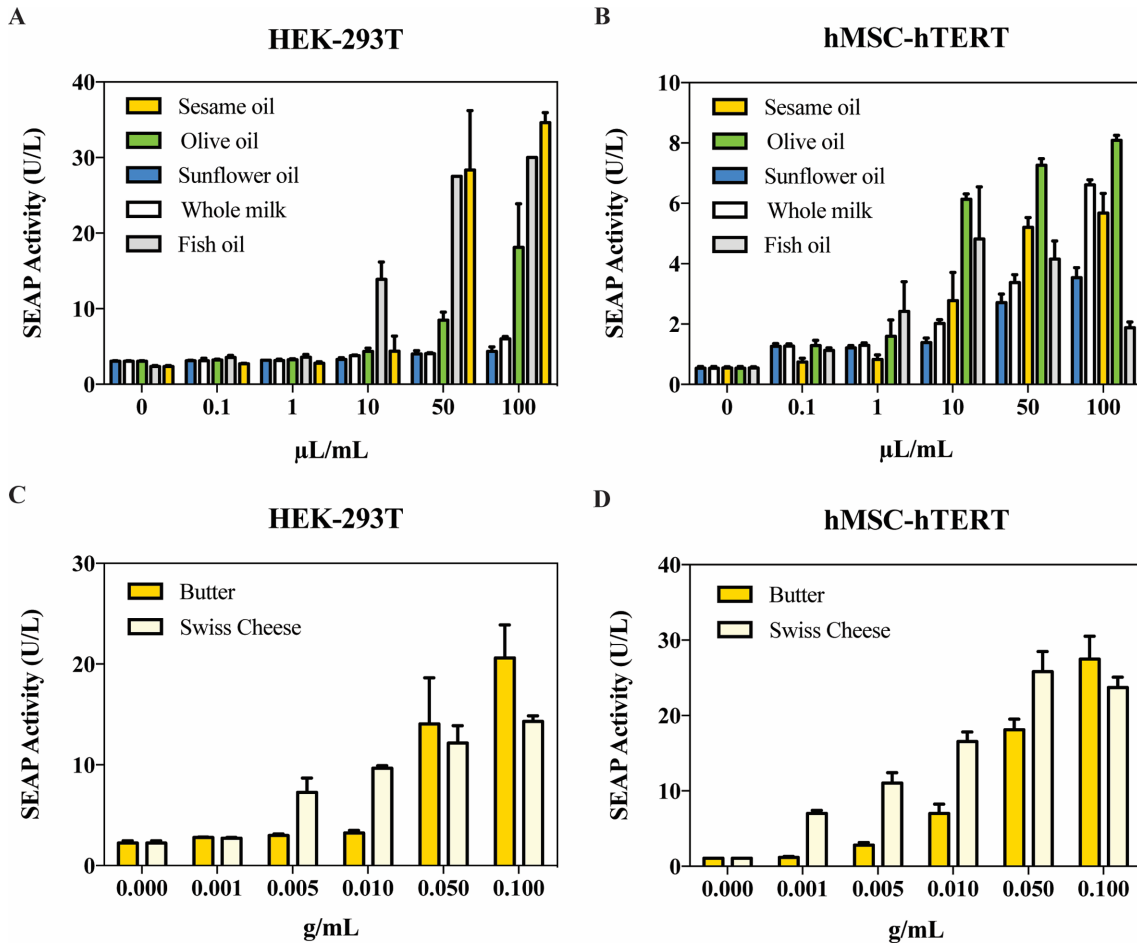 A
HEK-293T
SEAP Activity (U/L)
40
30
20
10
0
Sesame oil
Olive oil
Sunflower oil
Whole milk
Fish oil
0 0.1 1 10 50 100
µL/mL
B
hMSC-hTERT
SEAP Activity (U/L)
10
8
6
4
2
0
Sesame oil
Olive oil
Sunflower oil
Whole milk
Fish oil
0 0.1 1 10 50 100
µL/mL
C
HEK-293T
SEAP Activity (U/L)
30
20
10
0
Butter
Swiss Cheese
0.000 0.001 0.005 0.010 0.050 0.100
g/mL
D
hMSC-hTERT
SEAP Activity (U/L)
40
30
20
10
0
Butter
Swiss Cheese
0.000 0.001 0.005 0.010 0.050 0.100
g/mL